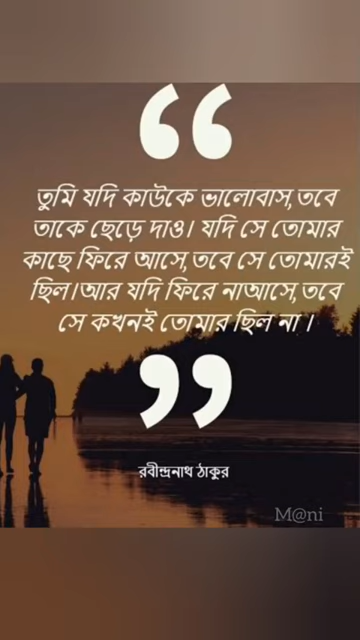 “
তুমি যদি কাউকে ভালোবাস,তবে
তাকে ছেড়ে দাও। যদি সে তোমার
কাছে ফিরে আসে,তবে সে তোমারই
ছিল।আর যদি ফিরে নাআসে,তবে
সে কখনই তোমার ছিল না ।
”
রবীন্দ্রনাথ ঠাকুর
M@ni